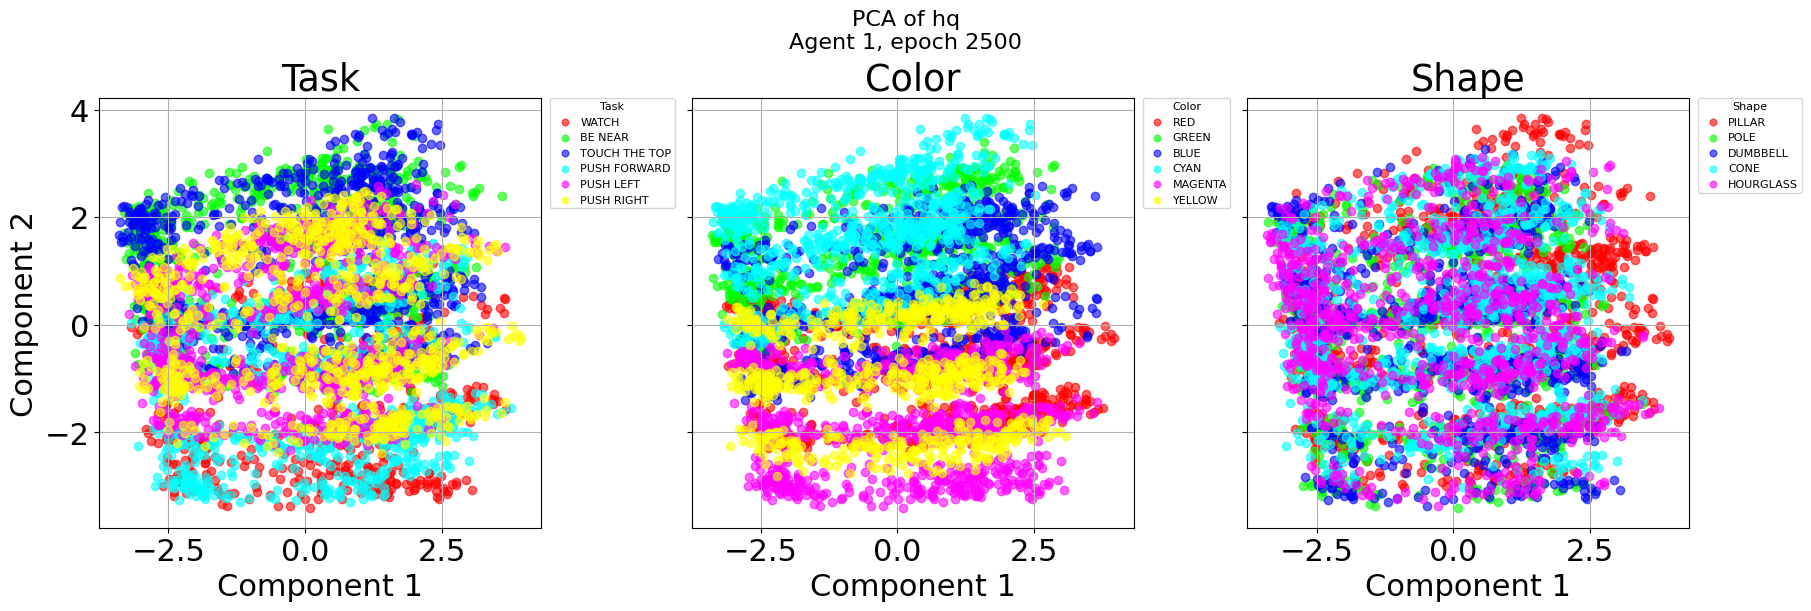 PCA of hq
Agent 1, epoch 2500
Task
Component 2
4
2
0
−2
−2.5 0.0 2.5
Component 1
Task
WATCH
BE NEAR
TOUCH THE TOP
PUSH FORWARD
PUSH LEFT
PUSH RIGHT
Color
−2.5 0.0 2.5
Component 1
Color
RED
GREEN
BLUE
CYAN
MAGENTA
YELLOW
Shape
−2.5 0.0 2.5
Component 1
Shape
PILLAR
POLE
DUMBBELL
CONE
HOURGLASS